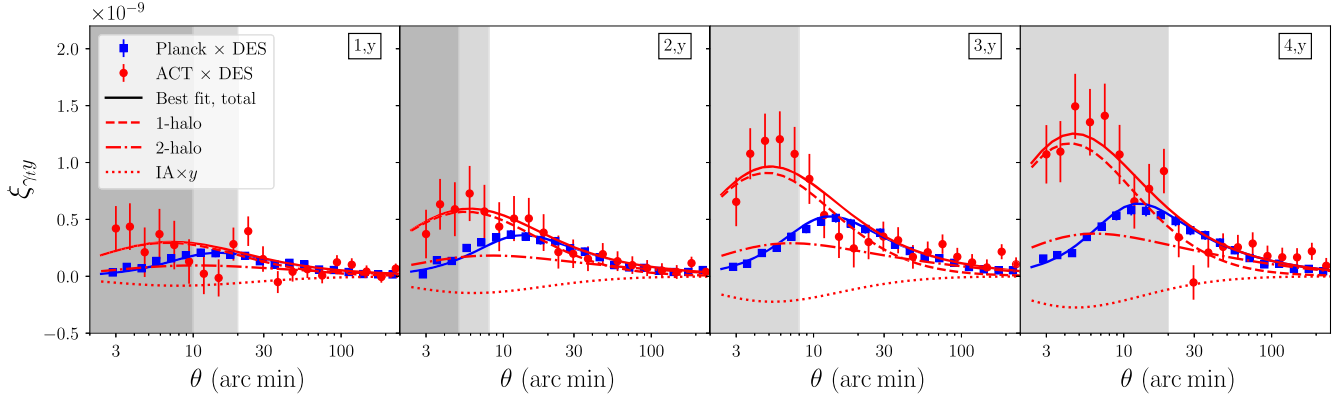 ×10⁻⁹
1,y 2,y 3,y 4,y
2.0
1.5
1.0
0.5
0.0
−0.5
ξγty
Planck × DES
ACT × DES
Best fit, total
1-halo
2-halo
IA×y
3 10 30 100 3 10 30 100 3 10 30 100 3 10 30 100
θ (arc min) θ (arc min) θ (arc min) θ (arc min)